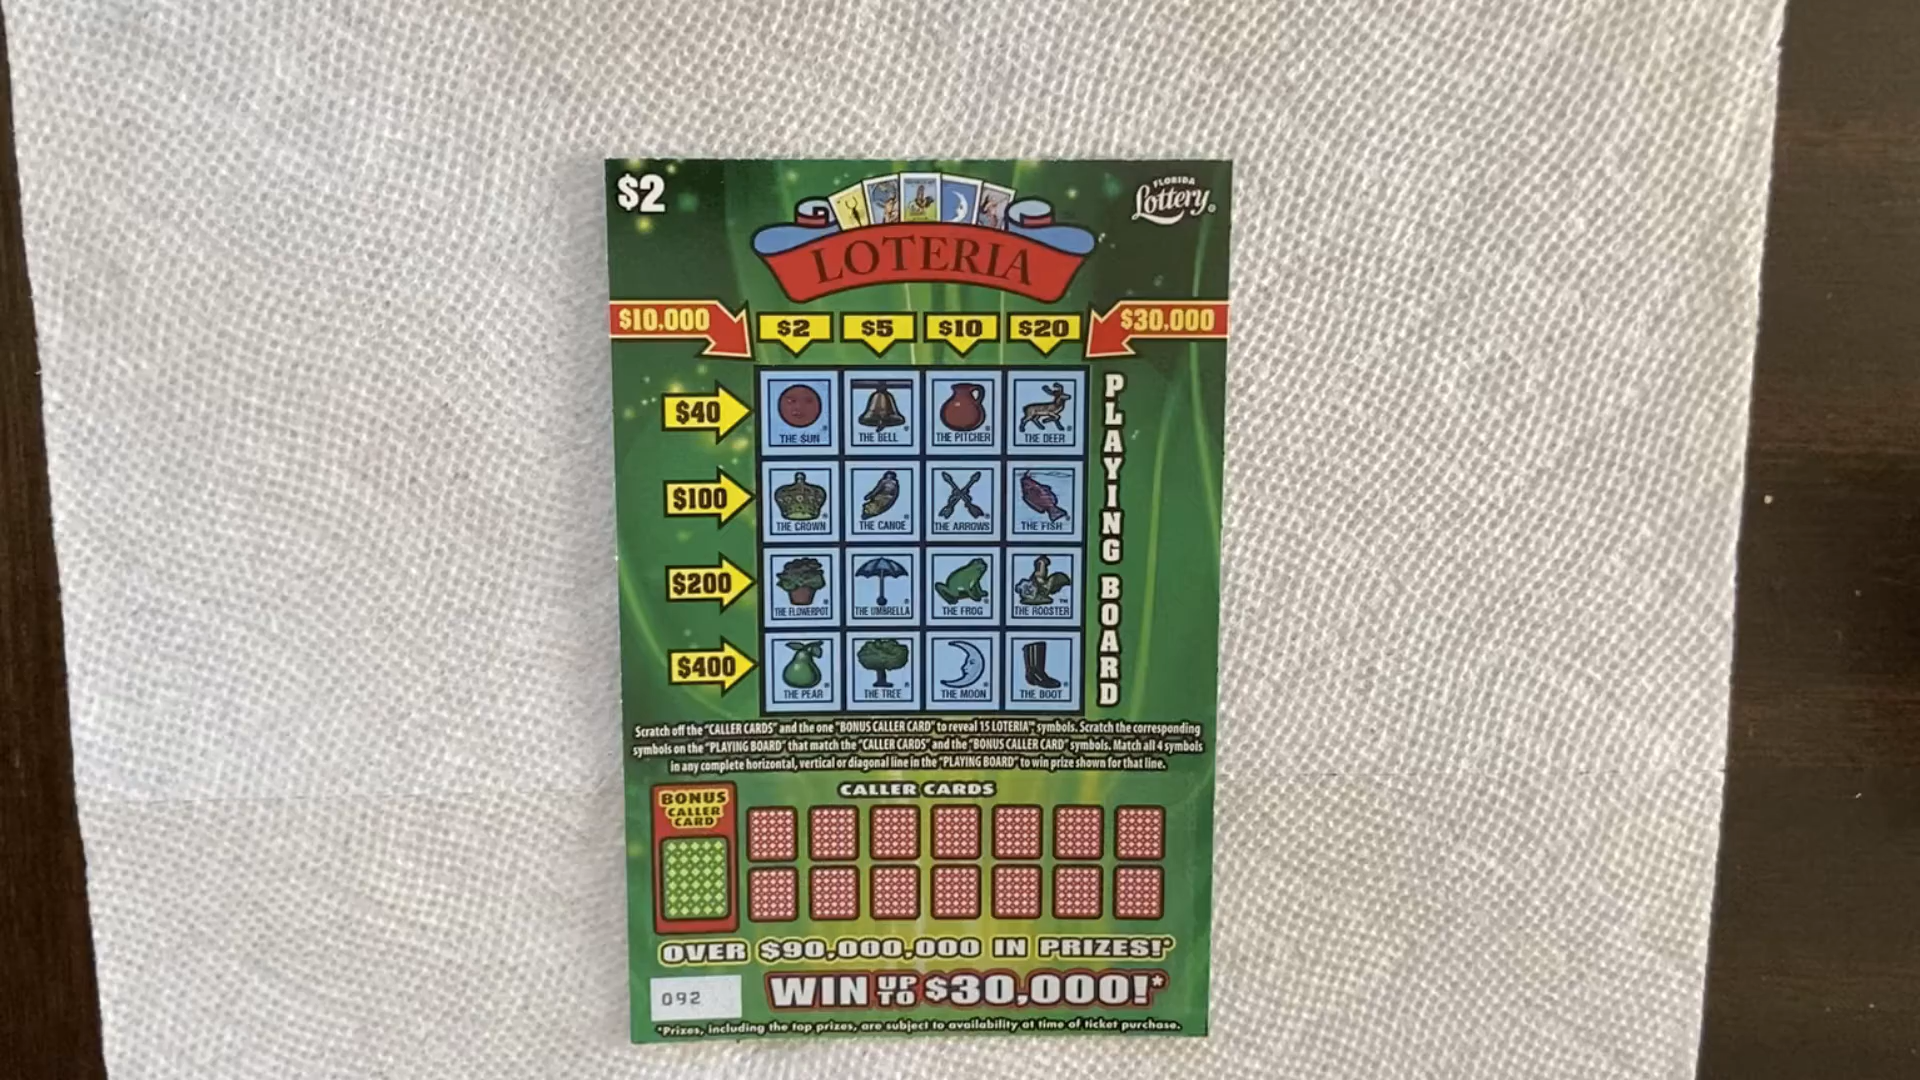 $2
FLORIDA
Lottery®
LOTERIA
$10,000
$2 $5 $10 $20
$30,000
$40
THE SUN THE BELL THE PITCHER THE DEER
$100
THE CROWN THE CANOE THE ARROWS THE FISH
$200
THE FLOWERPOT THE UMBRELLA THE FROG THE ROOSTER
$400
THE PEAR THE TREE THE MOON THE BOOT
PLAYING BOARD
Scratch off the "CALLER CARDS" and the one "BONUS CALLER CARD" to reveal 15 LOTERIA™ symbols. Scratch the corresponding
symbols on the "PLAYING BOARD" that match the "CALLER CARDS" and the "BONUS CALLER CARD" symbols. Match all 4 symbols
in any complete horizontal, vertical or diagonal line in the "PLAYING BOARD" to win prize shown for that line.
BONUS
CALLER
CARD
CALLER CARDS
OVER $90,000,000 IN PRIZES!*
092
WIN UP TO $30,000!*
*Prizes, including the top prizes, are subject to availability at time of ticket purchase.